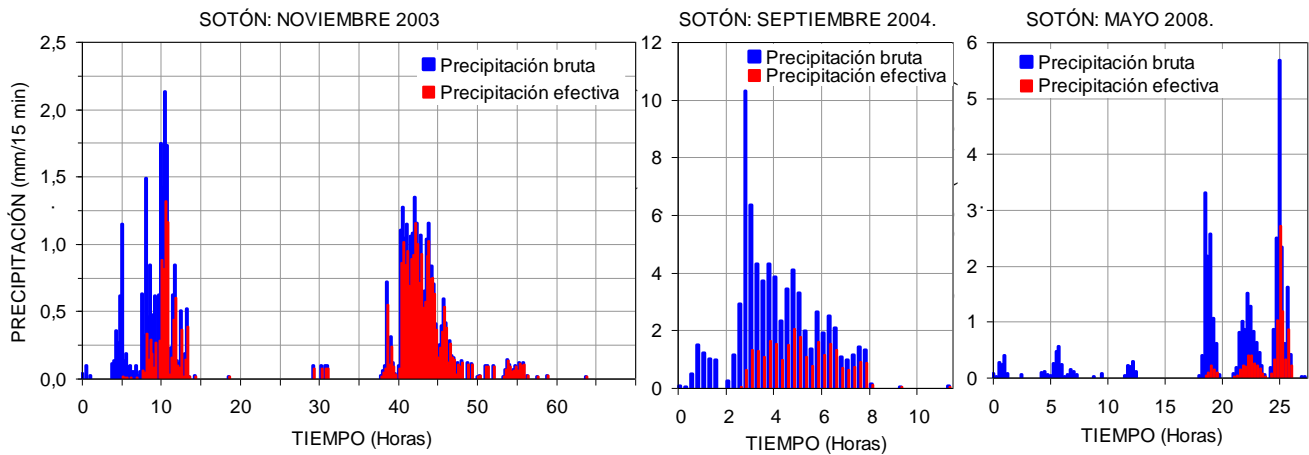 SOTÓN: NOVIEMBRE 2003
SOTÓN: SEPTIEMBRE 2004.
SOTÓN: MAYO 2008.
PRECIPITACIÓN (mm/15 min)
2,5
2,0
1,5
1,0
0,5
0,0
Precipitación bruta
Precipitación efectiva
0 10 20 30 40 50 60
TIEMPO (Horas)
12
10
8
6
4
2
0
Precipitación bruta
Precipitación efectiva
0 2 4 6 8 10
TIEMPO (Horas)
6
5
4
3
2
1
0
Precipitación bruta
Precipitación efectiva
0 5 10 15 20 25
TIEMPO (Horas)